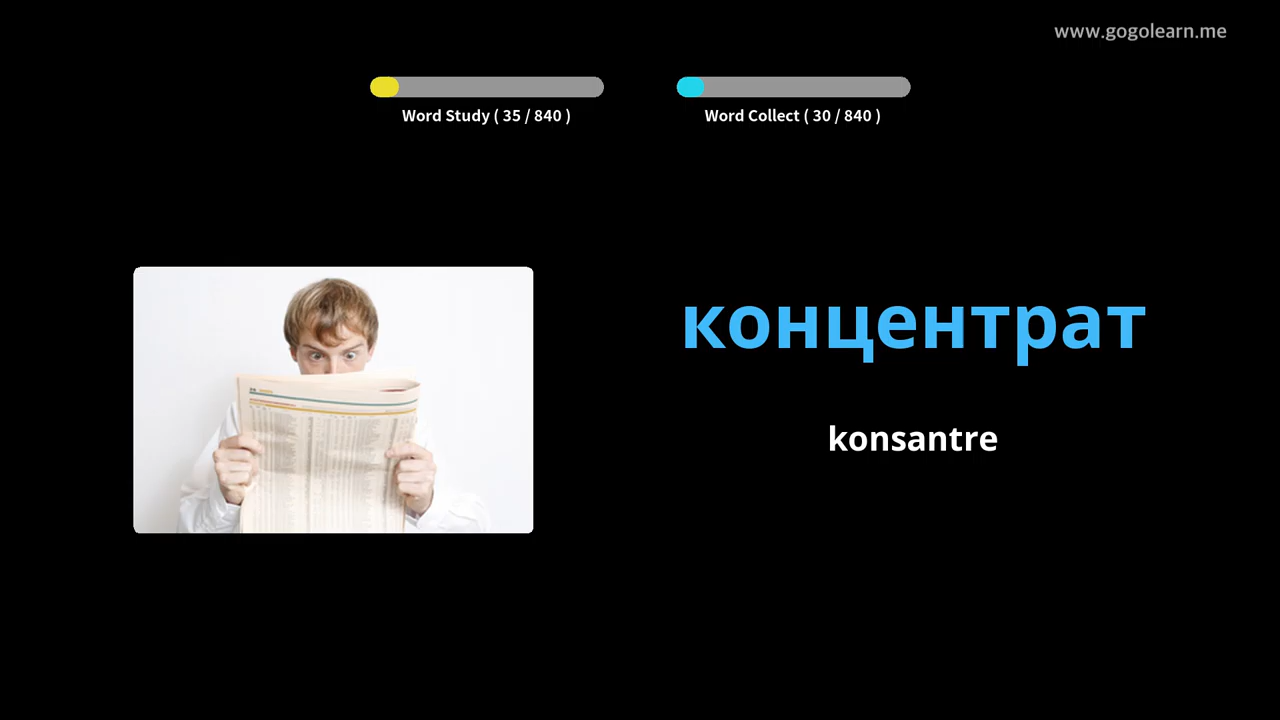 www.gogolearn.me
Word Study ( 35 / 840 )
Word Collect ( 30 / 840 )
концентрат
konsantre